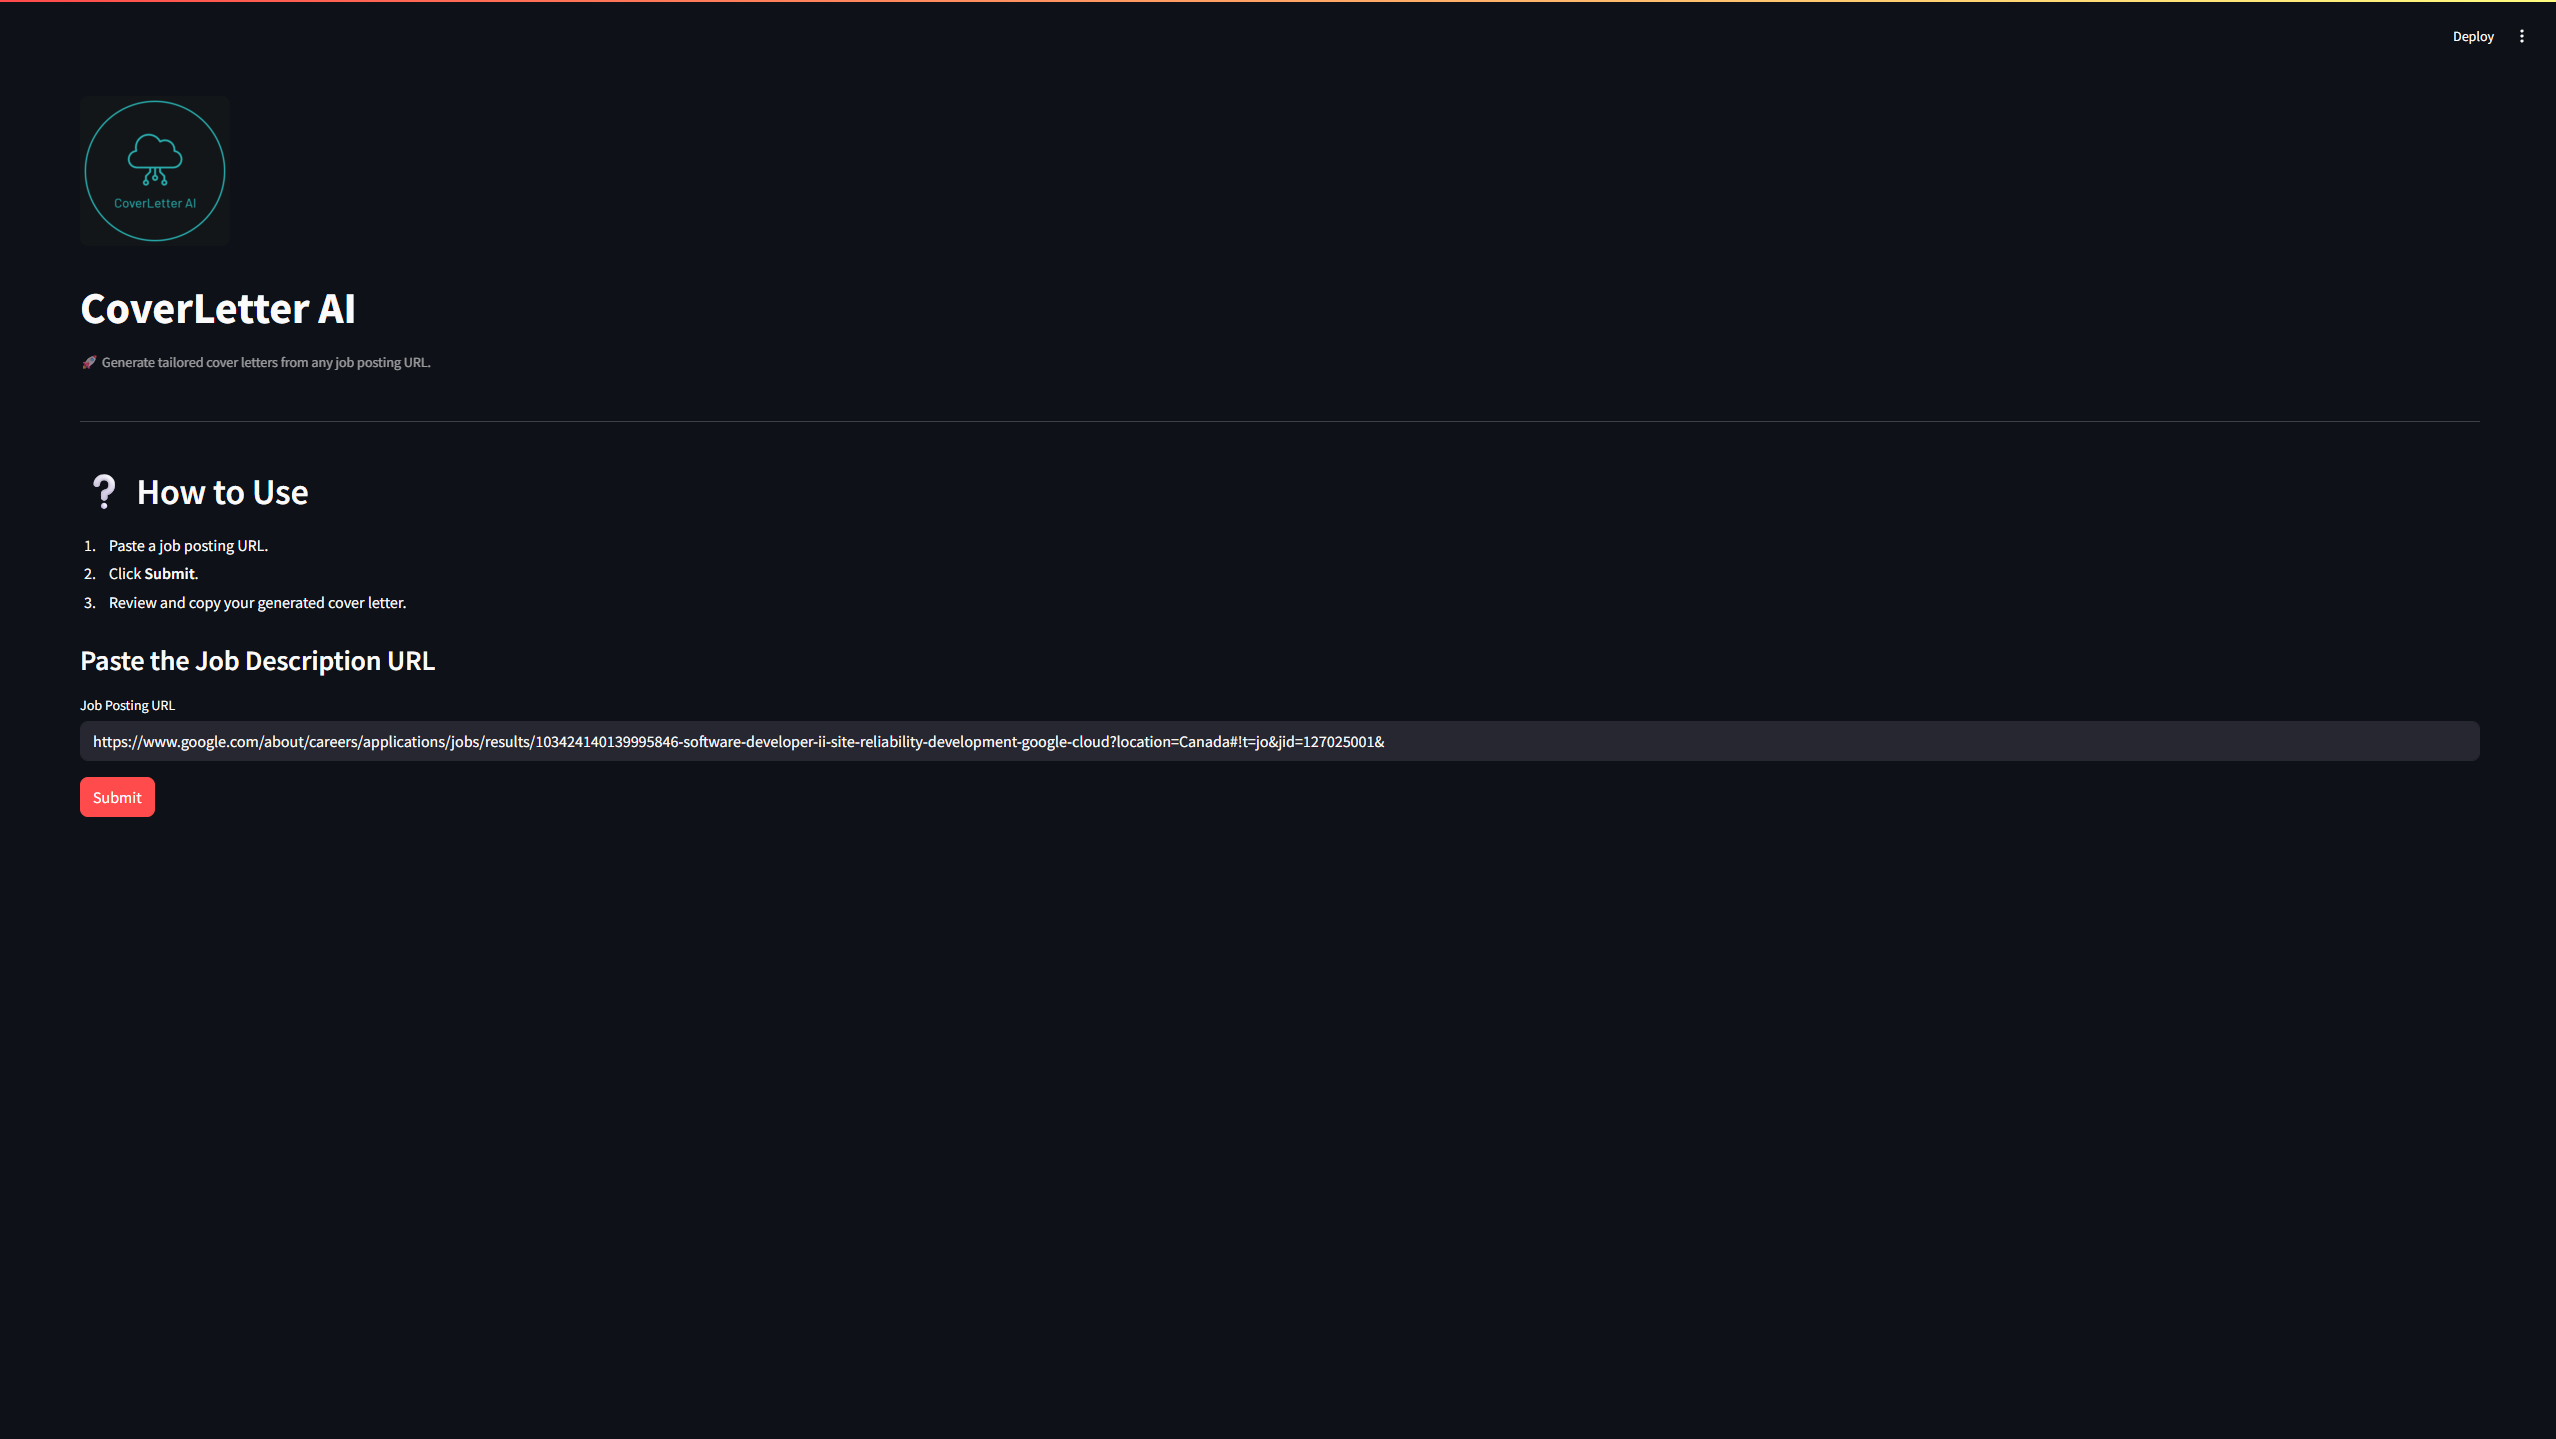 Deploy
CoverLetter AI
CoverLetter AI
🚀 Generate tailored cover letters from any job posting URL.
❔ How to Use
1. Paste a job posting URL.
2. Click Submit.
3. Review and copy your generated cover letter.
Paste the Job Description URL
Job Posting URL
https://www.google.com/about/careers/applications/jobs/results/103424140139995846-software-developer-ii-site-reliability-development-google-cloud?location=Canada#!t=jo&jid=127025001&
Submit